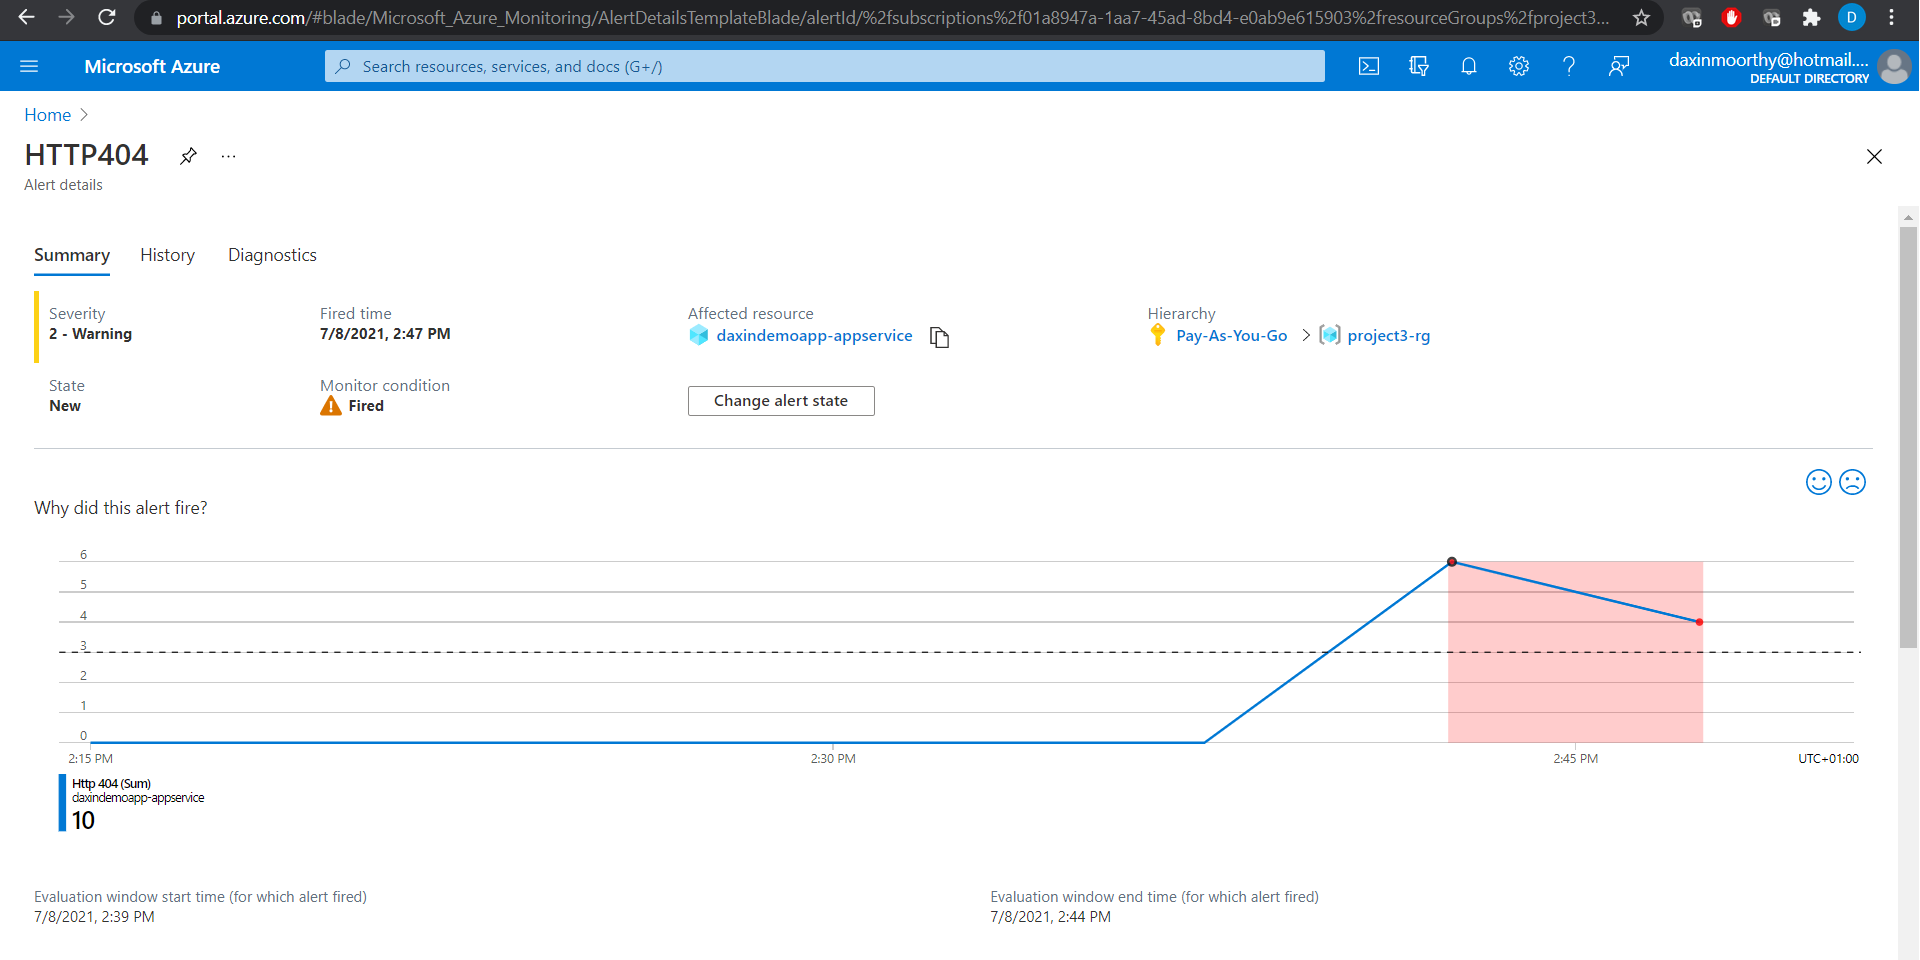 portal.azure.com/#blade/Microsoft_Azure_Monitoring/AlertDetailsTemplateBlade/alertId/%2fsubscriptions%2f01a8947a-1aa7-45ad-8bd4-e0ab9e615903%2fresourceGroups%2fproject3...
D
Microsoft Azure
Search resources, services, and docs (G+/)
daxinmoorthy@hotmail....
DEFAULT DIRECTORY
Home
HTTP404
Alert details
Summary History Diagnostics
Severity Fired time Affected resource Hierarchy
2 - Warning 7/8/2021, 2:47 PM daxindemoapp-appservice Pay-As-You-Go > project3-rg
State Monitor condition
New Fired Change alert state
Why did this alert fire?
6
5
4
3
2
1
0
2:15 PM 2:30 PM 2:45 PM UTC+01:00
Http 404 (Sum)
daxindemoapp-appservice
10
Evaluation window start time (for which alert fired) Evaluation window end time (for which alert fired)
7/8/2021, 2:39 PM 7/8/2021, 2:44 PM